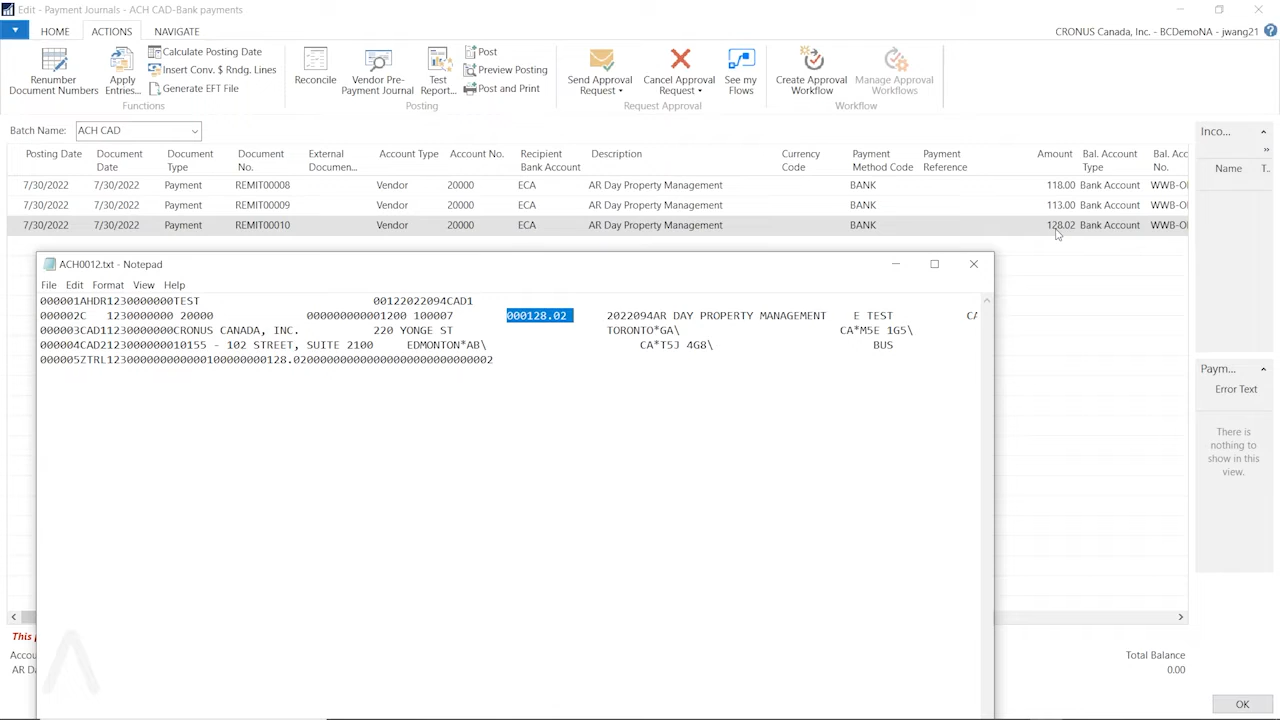 Edit - Payment Journals - ACH CAD-Bank payments
HOME ACTIONS NAVIGATE CRONUS Canada, Inc. - BCDemoNA - jwang21
Renumber Document Numbers
Apply Entries...
Calculate Posting Date
Insert Conv. $ Rndg. Lines
Generate EFT File
Functions
Reconcile
Vendor Pre-Payment Journal
Test Report...
Post
Preview Posting
Post and Print
Posting
Send Approval Request
Cancel Approval Request
See my Flows
Request Approval
Create Approval Workflow
Manage Approval Workflows
Workflow
Batch Name: ACH CAD
Posting Date Document Date Document Type Document No. External Documen... Account Type Account No. Recipient Bank Account Description Currency Code Payment Method Code Payment Reference Amount Bal. Account Type Bal. Acc No.
7/30/2022 7/30/2022 Payment REMIT00008 Vendor 20000 ECA AR Day Property Management BANK 118.00 Bank Account WWB-O
7/30/2022 7/30/2022 Payment REMIT00009 Vendor 20000 ECA AR Day Property Management BANK 113.00 Bank Account WWB-O
7/30/2022 7/30/2022 Payment REMIT00010 Vendor 20000 ECA AR Day Property Management BANK 128.02 Bank Account WWB-O
Inco...
Name T..
Paym...
Error Text
There is
nothing to
show in this
view.
ACH0012.txt - Notepad
File Edit Format View Help
000001AHDR1230000000TEST 00122022094CAD1
000002C 1230000000 20000 000000000001200 100007 000128.02 2022094AR DAY PROPERTY MANAGEMENT E TEST CA
000003CAD11230000000CRONUS CANADA, INC. 220 YONGE ST TORONTO*GA\ CA*M5E 1G5\
000004CAD212300000010155 - 102 STREET, SUITE 2100 EDMONTON*AB\ CA*T5J 4G8\ BUS
This
Accou
AR Da
Total Balance
0.00
OK